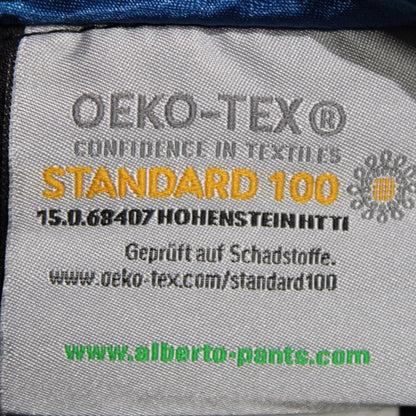 OEKO-TEX®
CONFIDENCE IN TEXTILES
STANDARD 100
15.0.68407 HOHENSTEIN HTTI
Geprüft auf Schadstoffe.
www.oeko-tex.com/standard100
www.alberto-pants.com